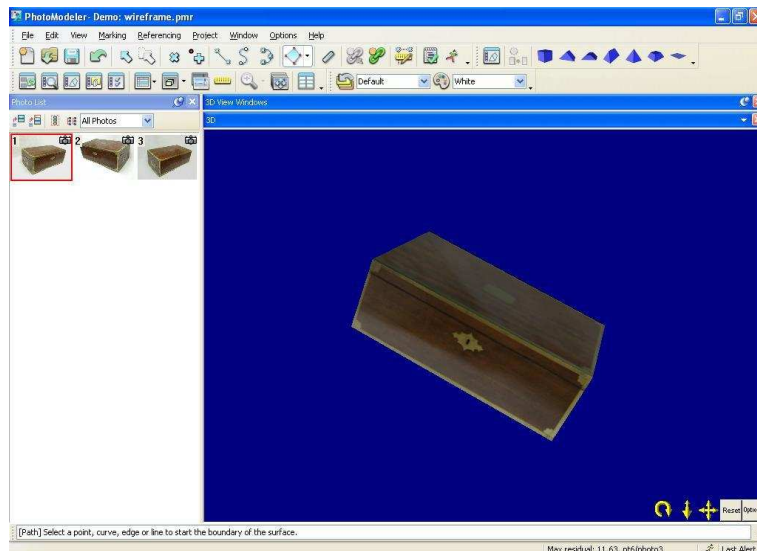 PhotoModeler- Demo: wireframe.pmr
File Edit View Marking Referencing Project Window Options Help
Default White
Photo List
3D View Windows
All Photos
3D
1 2 3
Reset Optio
[Path] Select a point, curve, edge or line to start the boundary of the surface.
Max residual: 11.63, pt6/photo3 Last Alert